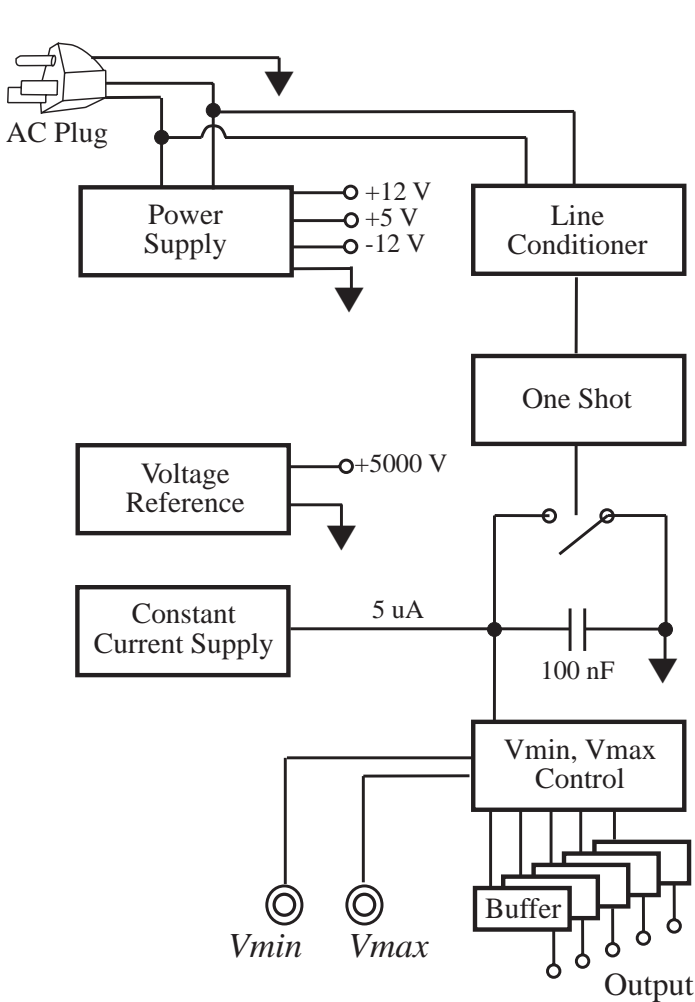 AC Plug
Power
Supply
+12 V
+5 V
-12 V
Line
Conditioner
One Shot
Voltage
Reference
+5000 V
Constant
Current Supply
5 uA
100 nF
Vmin, Vmax
Control
Buffer
Vmin
Vmax
Output